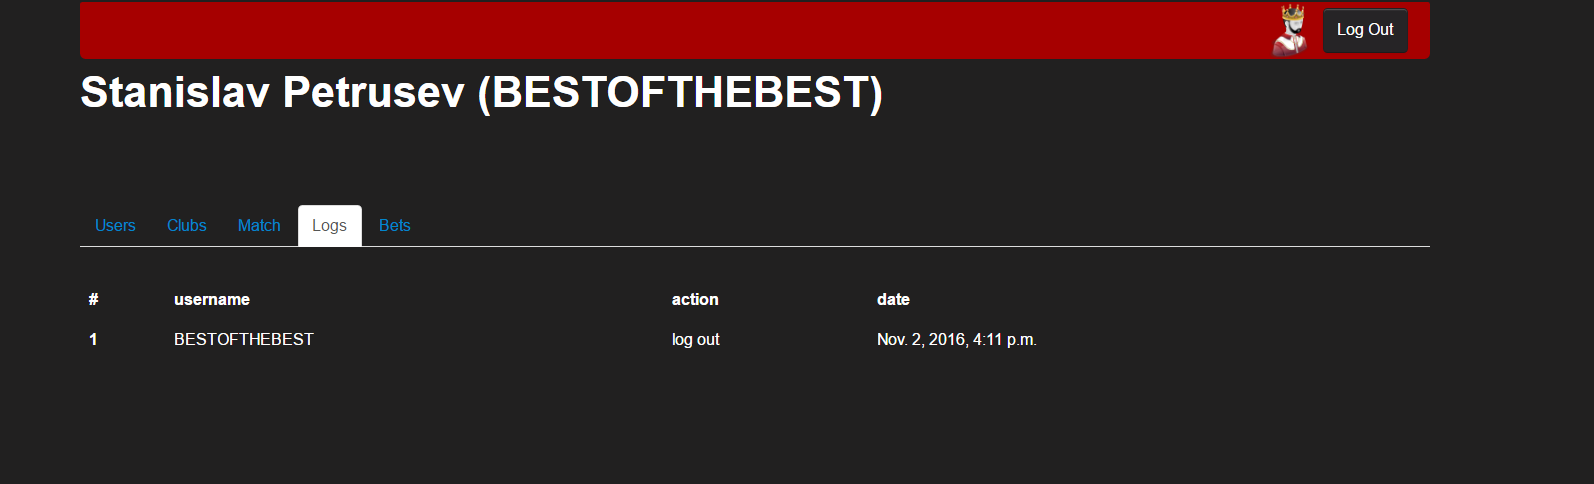 Log Out
Stanislav Petrusev (BESTOFTHEBEST)
Users Clubs Match Logs Bets
# username action date
1 BESTOFTHEBEST log out Nov. 2, 2016, 4:11 p.m.